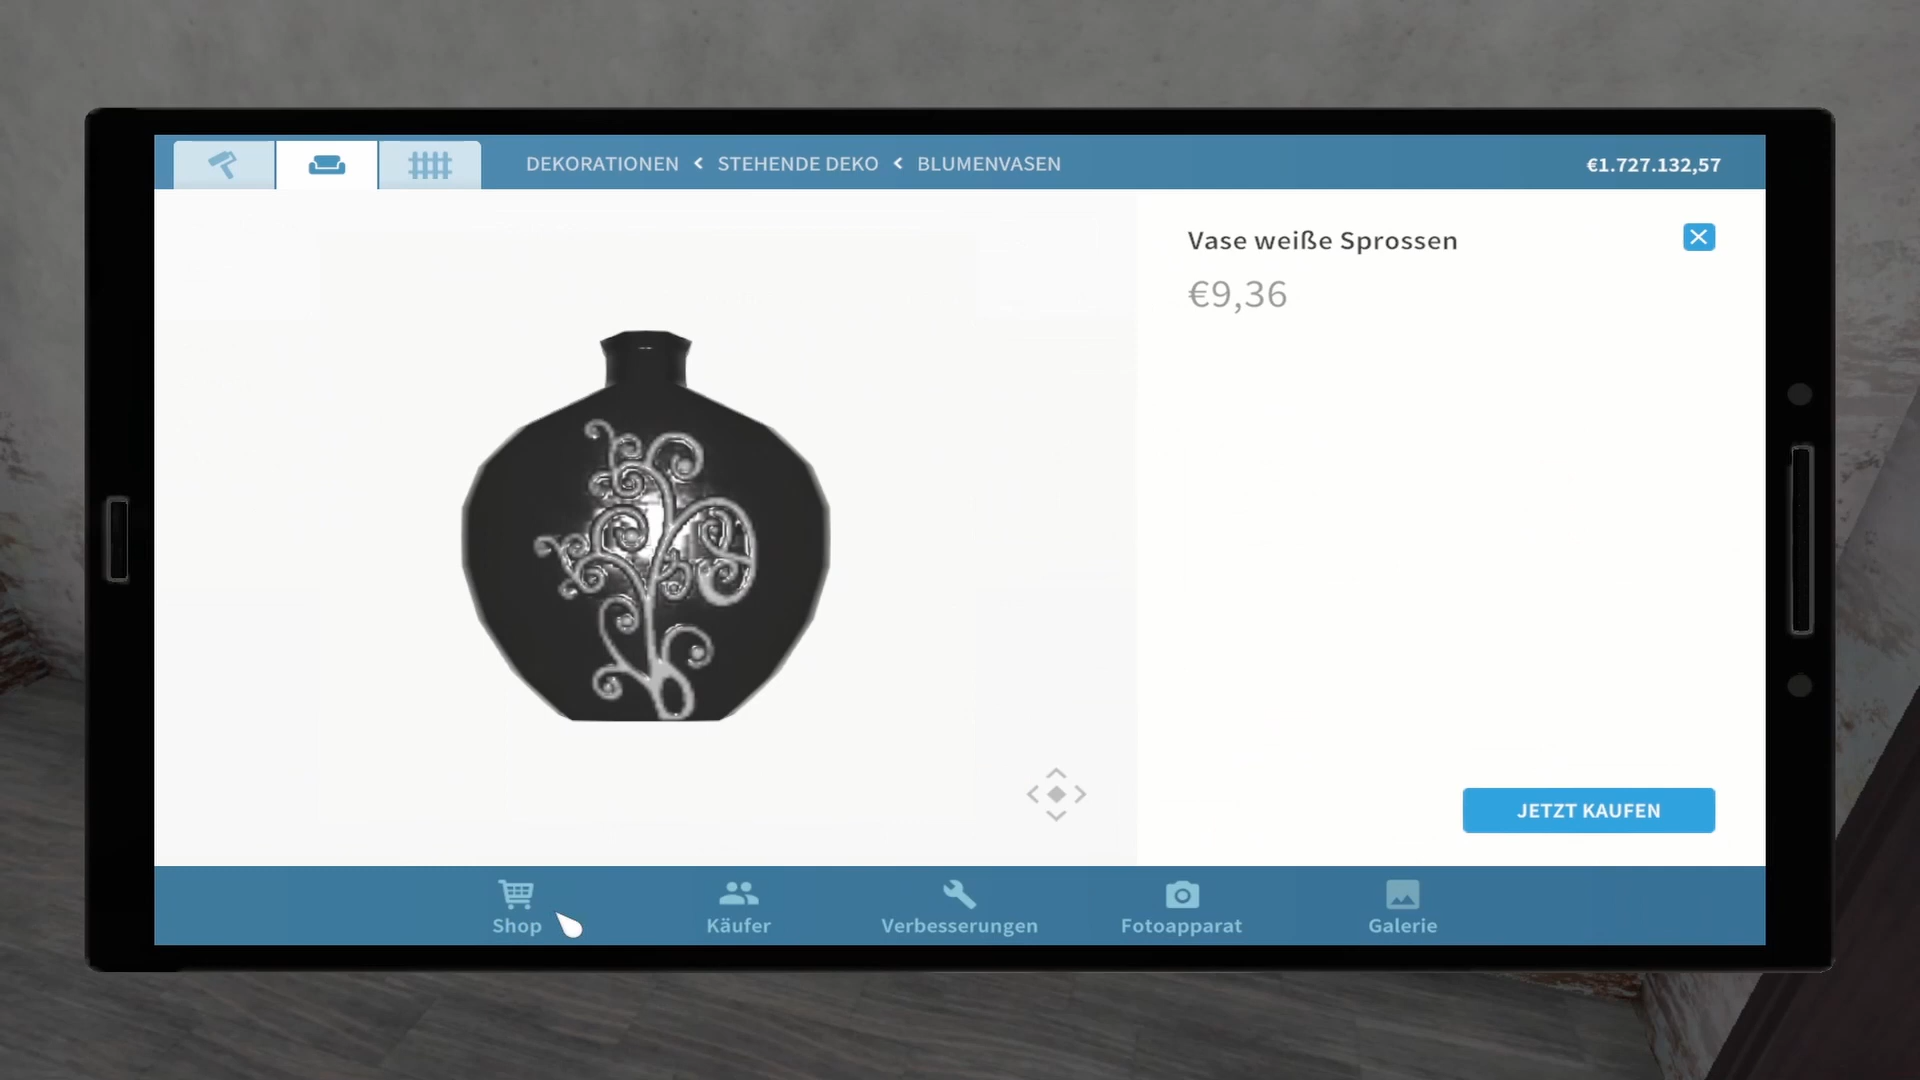 DEKORATIONEN < STEHENDE DEKO < BLUMENVASEN
€1.727.132,57
Vase weiße Sprossen
€9,36
JETZT KAUFEN
Shop
Käufer
Verbesserungen
Fotoapparat
Galerie